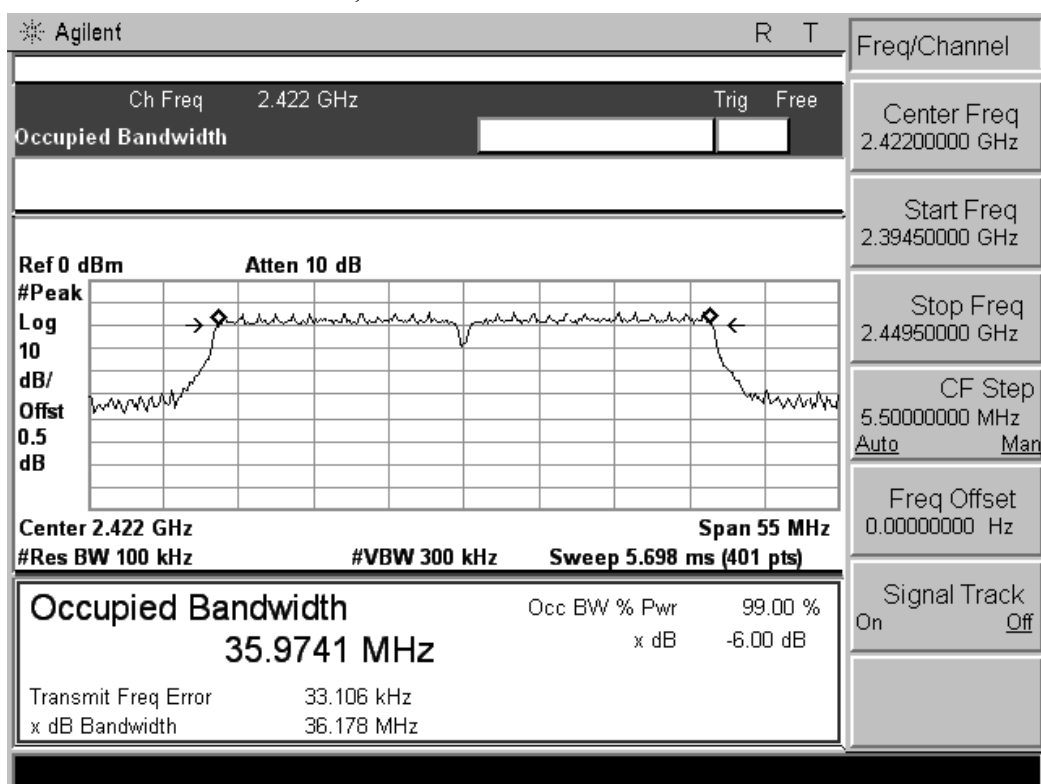 Agilent R T
Ch Freq 2.422 GHz Trig Free
Occupied Bandwidth
Ref 0 dBm Atten 10 dB
#Peak
Log
10
dB/
Offst
0.5
dB
Center 2.422 GHz Span 55 MHz
#Res BW 100 kHz #VBW 300 kHz Sweep 5.698 ms (401 pts)
Occupied Bandwidth
35.9741 MHz
Occ BW % Pwr 99.00 %
x dB -6.00 dB
Transmit Freq Error 33.106 kHz
x dB Bandwidth 36.178 MHz
Freq/Channel
Center Freq
2.42200000 GHz
Start Freq
2.39450000 GHz
Stop Freq
2.44950000 GHz
CF Step
5.50000000 MHz
Auto Man
Freq Offset
0.00000000 Hz
Signal Track
On Off